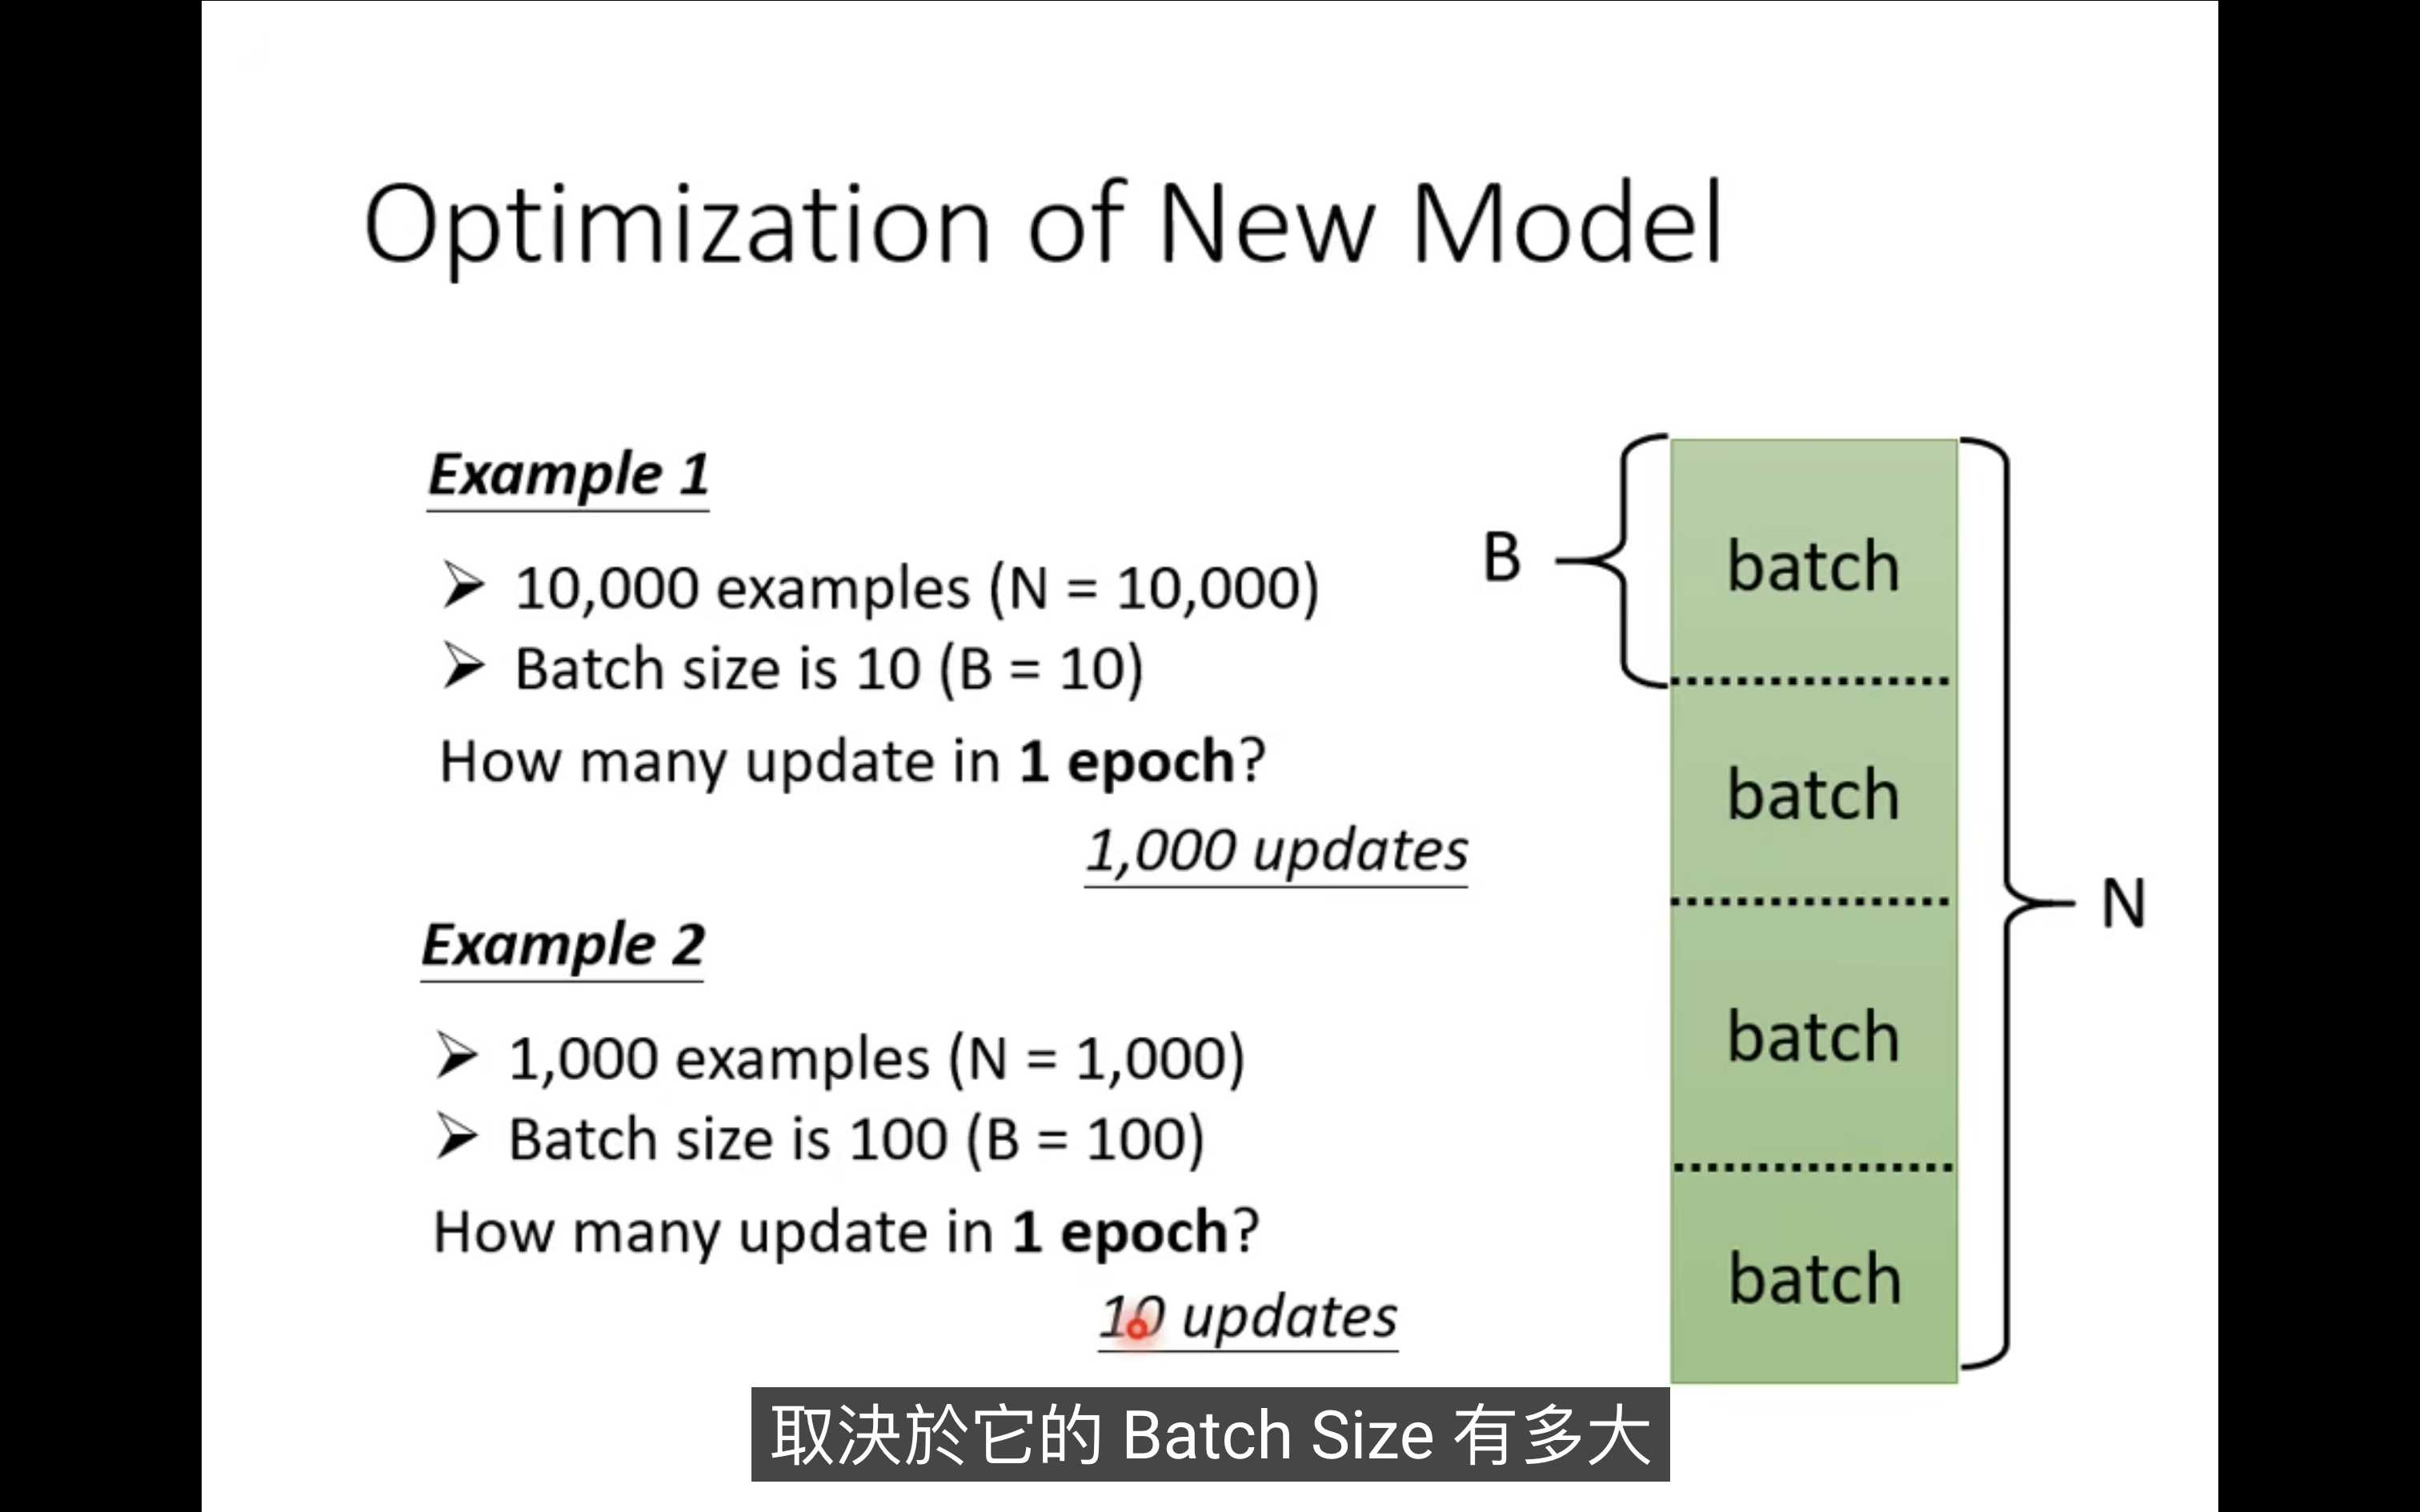 Optimization of New Model
Example 1
➢ 10,000 examples (N = 10,000)
➢ Batch size is 10 (B = 10)
How many update in 1 epoch?
1,000 updates
Example 2
➢ 1,000 examples (N = 1,000)
➢ Batch size is 100 (B = 100)
How many update in 1 epoch?
10 updates
B
batch
batch
batch
batch
N
取決於它的 Batch Size 有多大